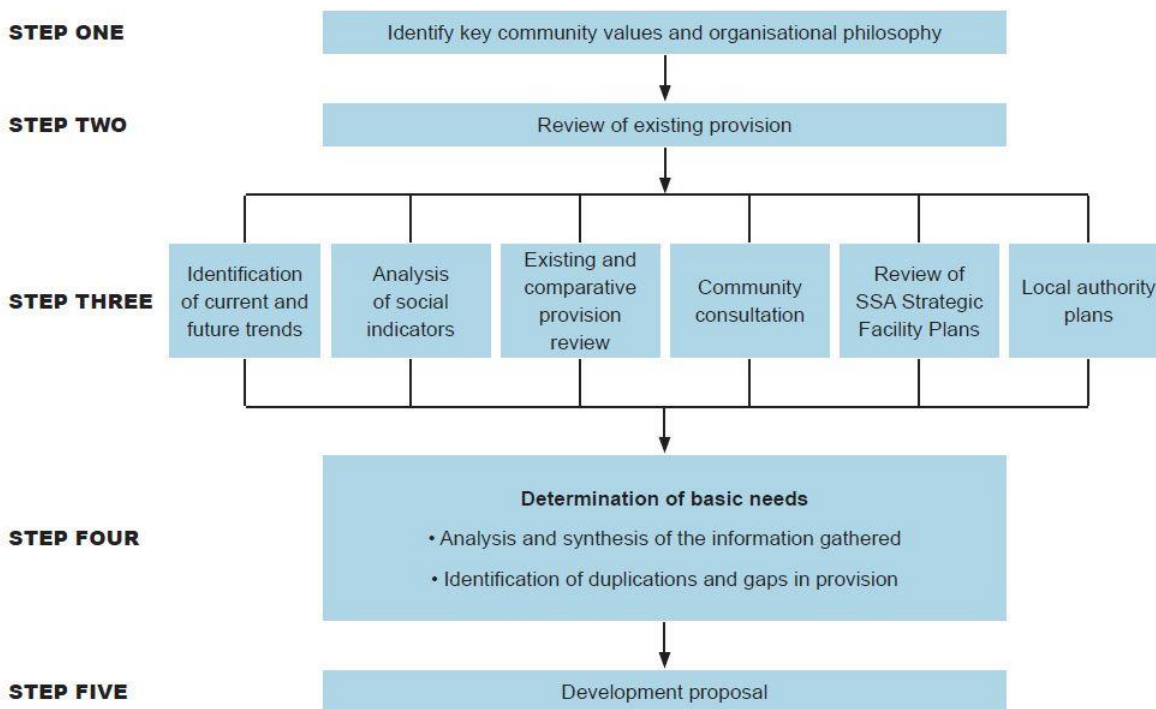 STEP ONE
Identify key community values and organisational philosophy
STEP TWO
Review of existing provision
STEP THREE
Identification
of current and
future trends
Analysis
of social
indicators
Existing and
comparative
provision
review
Community
consultation
Review of
SSA Strategic
Facility Plans
Local authority
plans
STEP FOUR
Determination of basic needs
• Analysis and synthesis of the information gathered
• Identification of duplications and gaps in provision
STEP FIVE
Development proposal